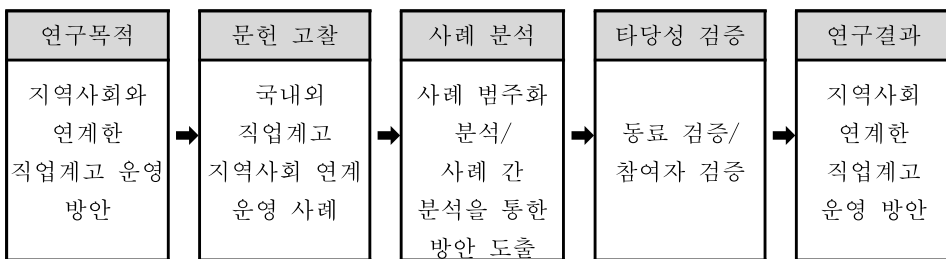 연구목적
지역사회와
연계한
직업계고 운영
방안
문헌 고찰
국내외
직업계고
지역사회 연계
운영 사례
사례 분석
사례 범주화
분석/
사례 간
분석을 통한
방안 도출
타당성 검증
동료 검증/
참여자 검증
연구결과
지역사회
연계한
직업계고
운영 방안